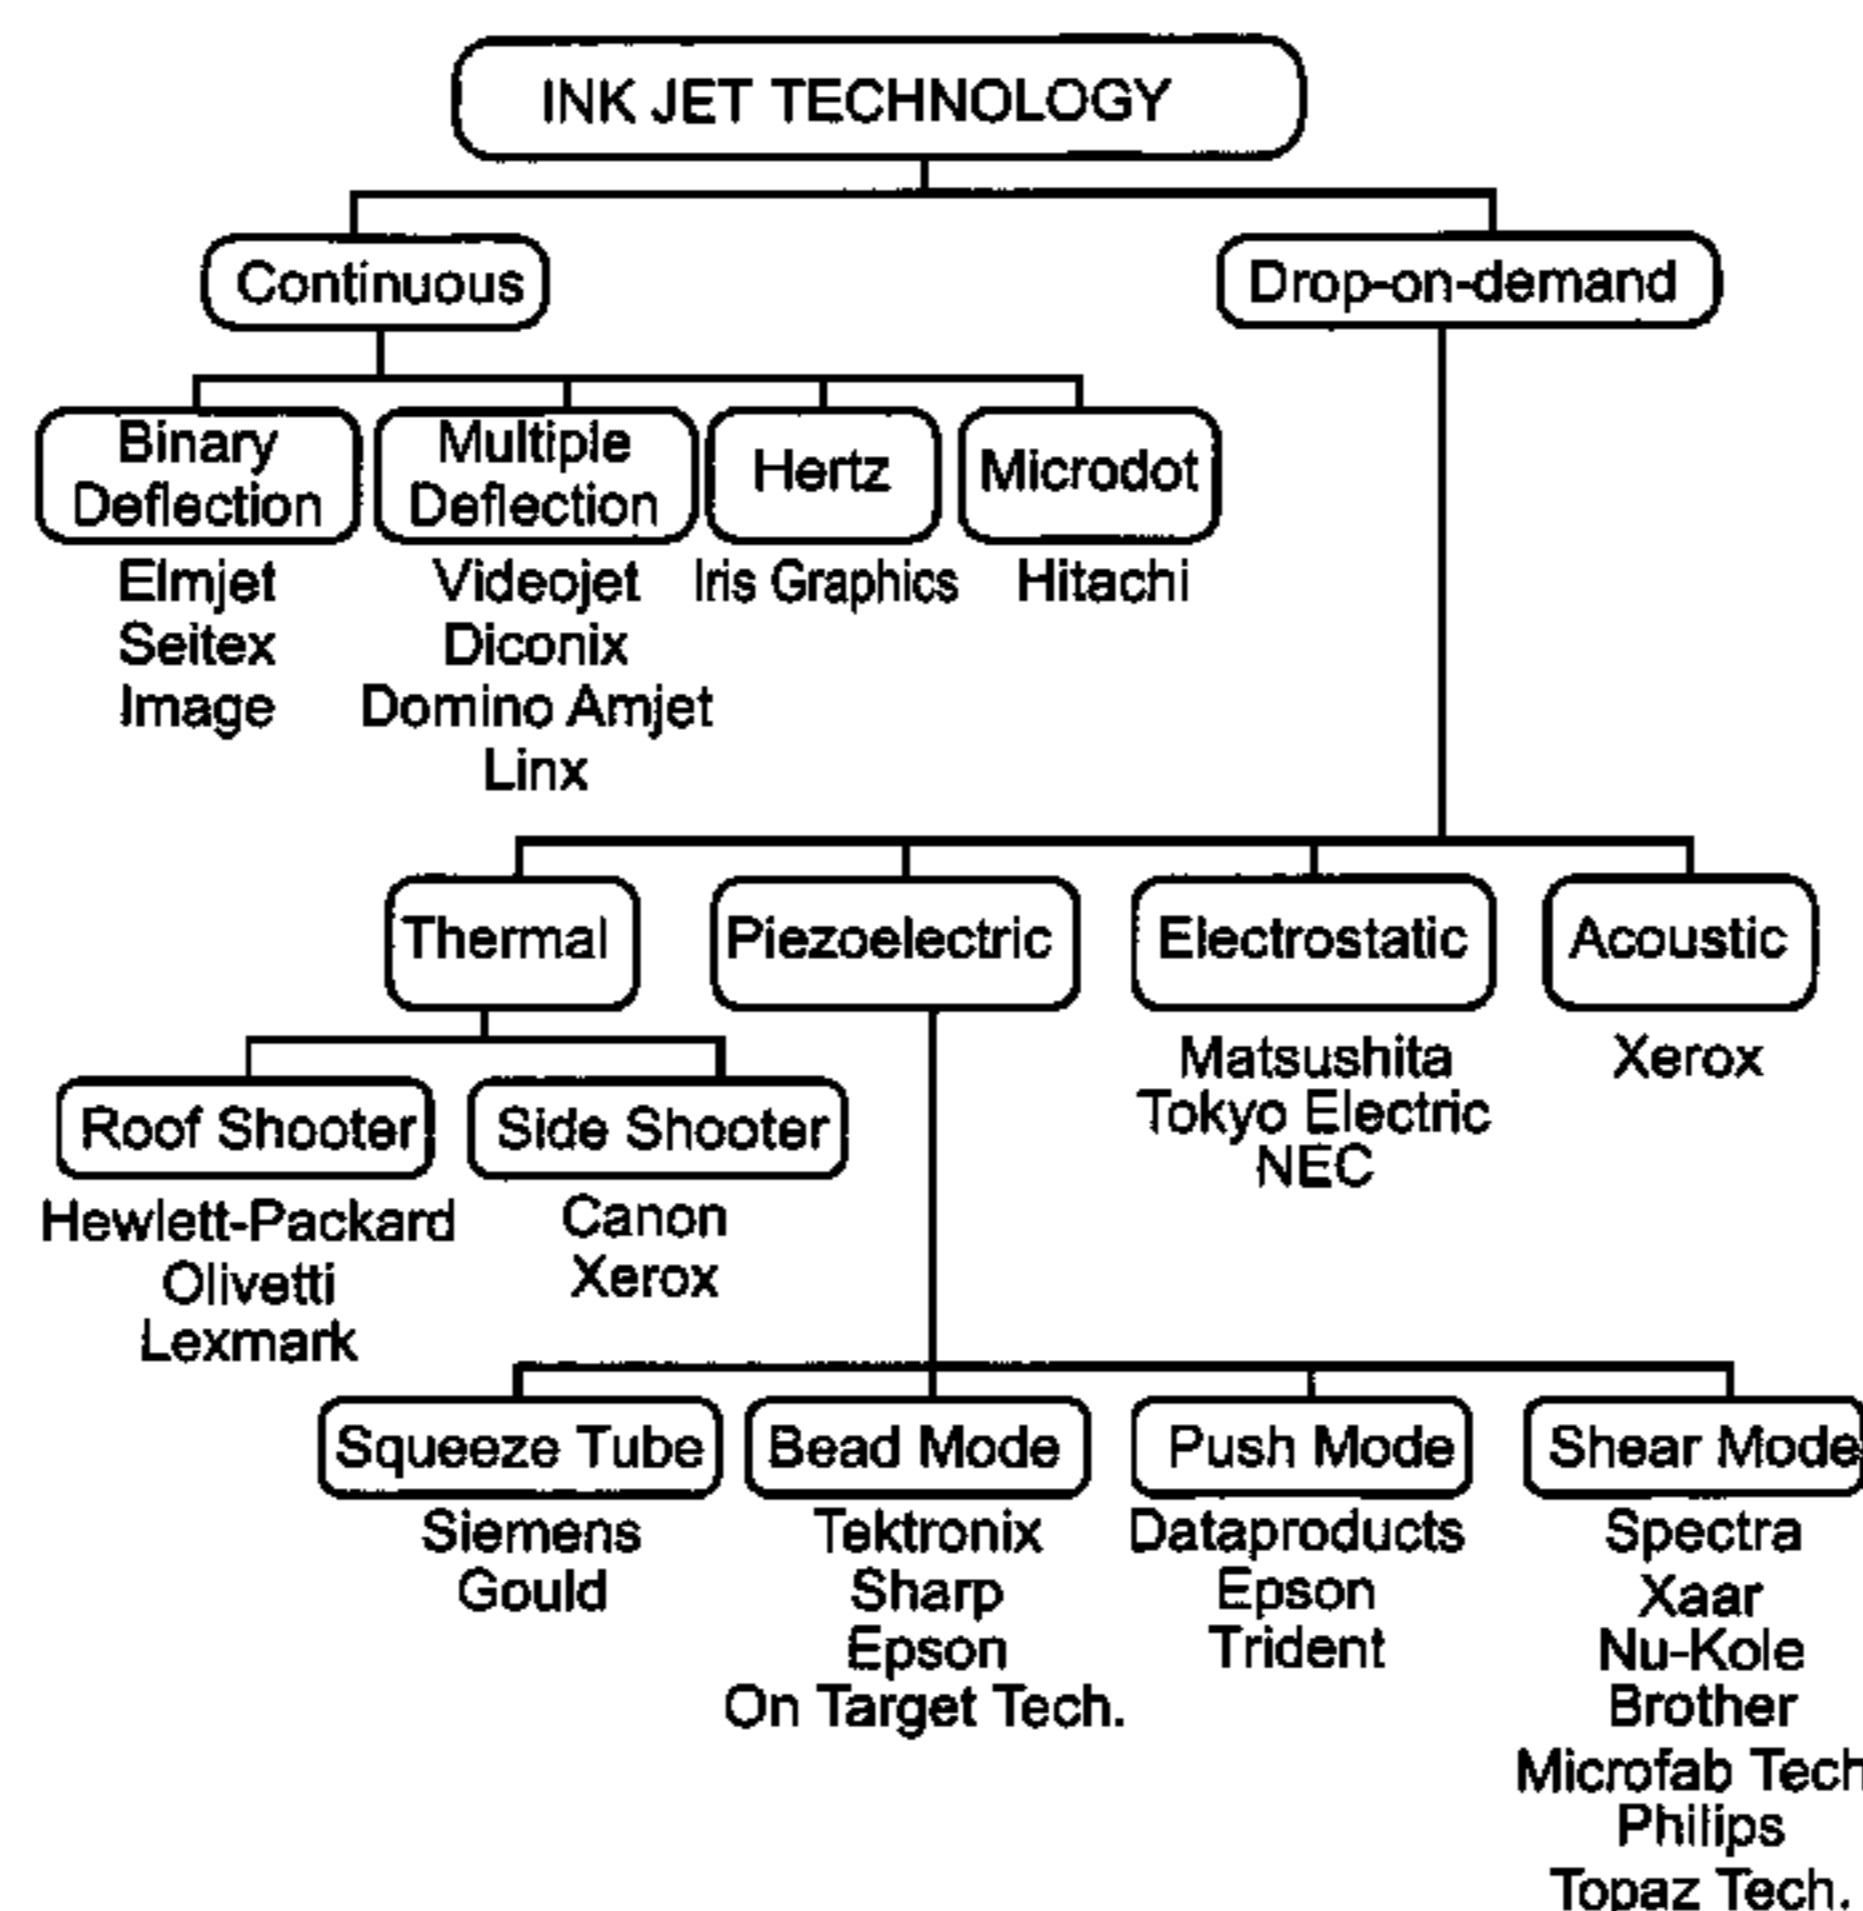 INK JET TECHNOLOGY
Continuous
Drop-on-demand
Binary
Deflection
Multiple
Deflection
Hertz
Microdot
Elmjet
Seitex
Image
Videojet
Diconix
Domino Amjet
Linx
Iris Graphics
Hitachi
Thermal
Piezoelectric
Electrostatic
Acoustic
Matsushita
Tokyo Electric
NEC
Xerox
Roof Shooter
Side Shooter
Hewlett-Packard
Olivetti
Lexmark
Canon
Xerox
Squeeze Tube
Bead Mode
Push Mode
Shear Mode
Siemens
Gould
Tektronix
Sharp
Epson
On Target Tech.
Dataproducts
Epson
Trident
Spectra
Xaar
Nu-Kole
Brother
Microfab Tech
Philips
Topaz Tech.